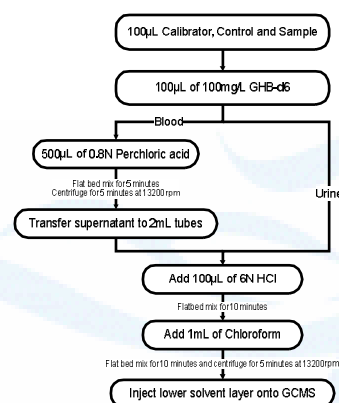 100µL Calibrator, Control and Sample
100µL of 100mg/L GHB-d6
Blood
500µL of 0.8N Perchloric acid
Flat bed mix for 5 minutes
Centrifuge for 5 minutes at 13200rpm
Urine
Transfer supernatant to 2mL tubes
Add 100µL of 6N HCl
Flatbed mix for 10 minutes
Add 1mL of Chloroform
Flat bed mix for 10 minutes and centrifuge for 5 minutes at 13200rpm
Inject lower solvent layer onto GCMS